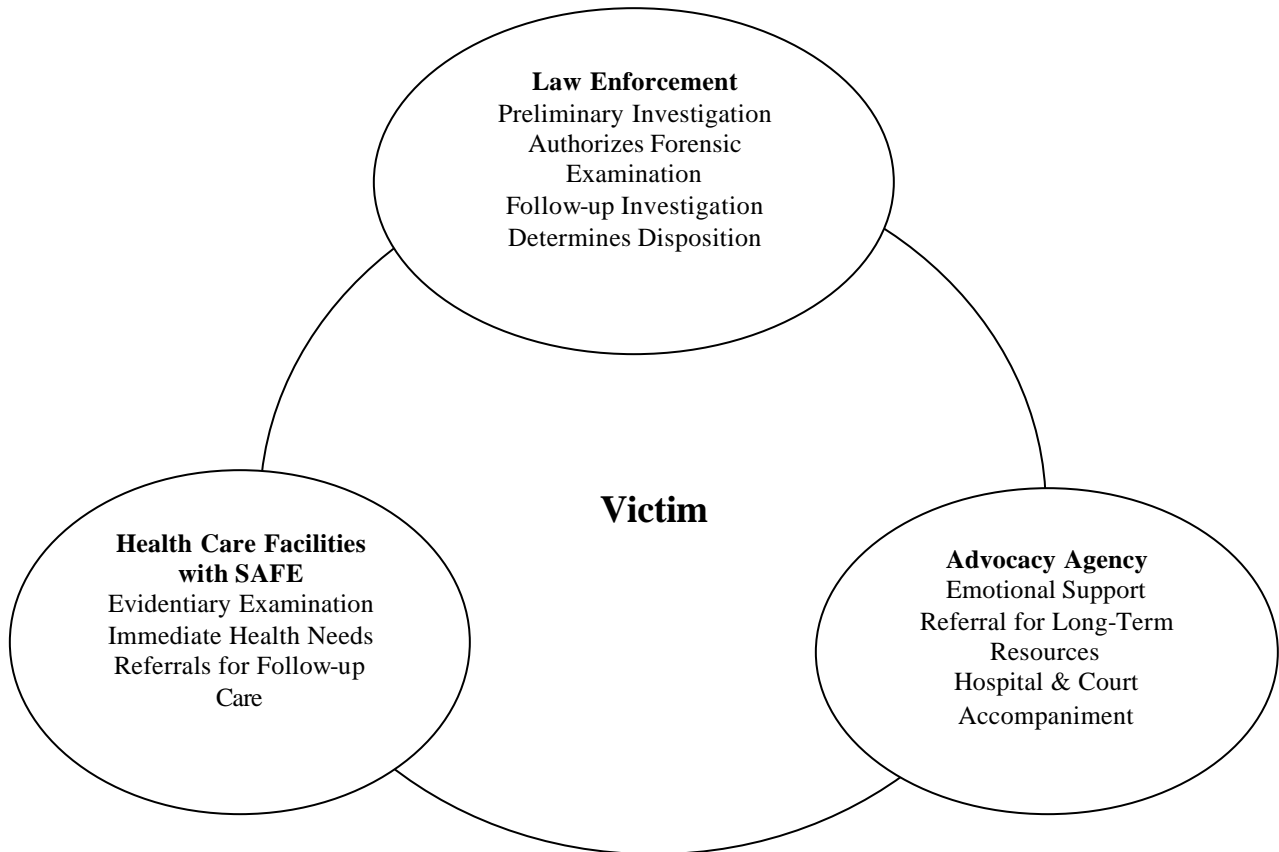 Law Enforcement
Preliminary Investigation
Authorizes Forensic
Examination
Follow-up Investigation
Determines Disposition
Victim
Health Care Facilities
with SAFE
Evidentiary Examination
Immediate Health Needs
Referrals for Follow-up
Care
Advocacy Agency
Emotional Support
Referral for Long-Term
Resources
Hospital & Court
Accompaniment